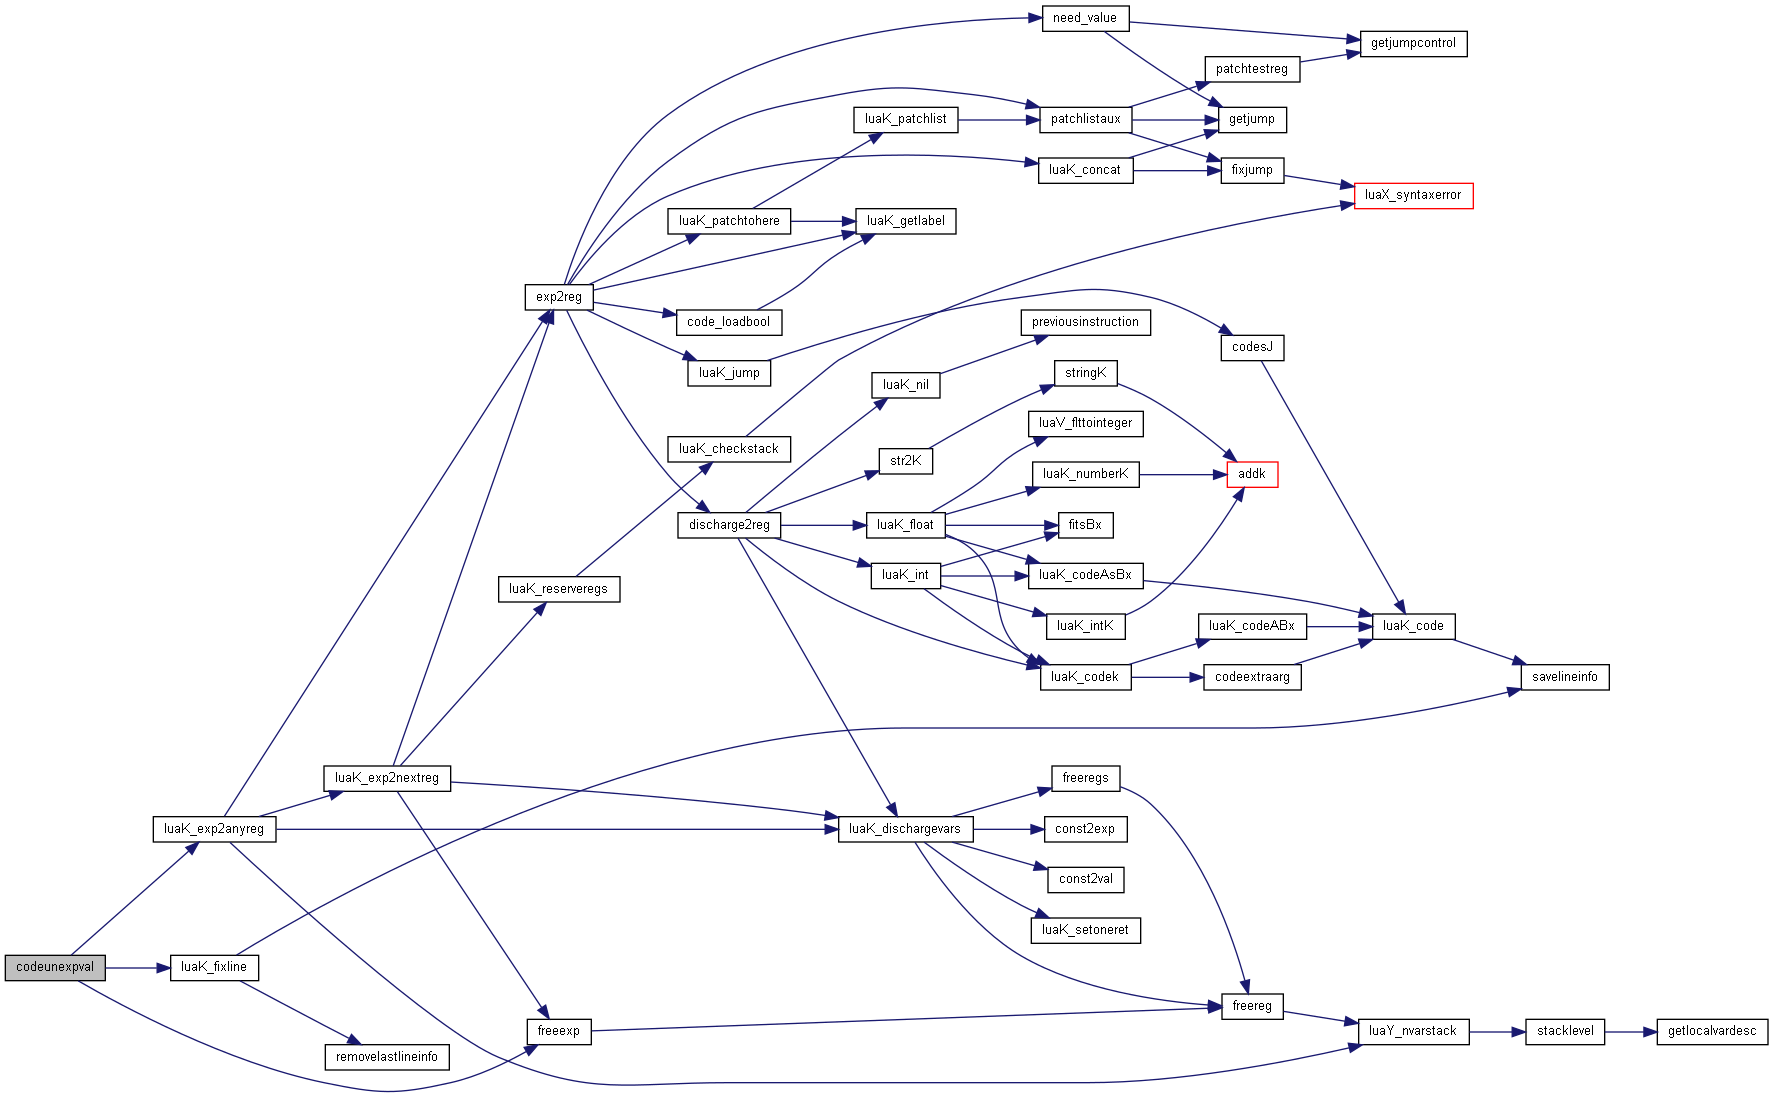 need_value
getjumpcontrol
patchtestreg
luaK_patchlist
patchlistaux
getjump
luaK_concat
fixjump
luaX_syntaxerror
luaK_patchtohere
luaK_getlabel
exp2reg
code_loadbool
previousinstruction
codesJ
luaK_jump
luaK_nil
stringK
luaV_flttointeger
luaK_checkstack
str2K
luaK_numberK
addk
discharge2reg
luaK_float
fitsBx
luaK_int
luaK_codeAsBx
luaK_reserveregs
luaK_intK
luaK_codeABx
luaK_code
luaK_codek
codeextraarg
savelineinfo
luaK_exp2nextreg
freeregs
luaK_exp2anyreg
luaK_dischargevars
const2exp
const2val
luaK_setoneret
codeunexpval
luaK_fixline
freereg
freeexp
luaY_nvarstack
stacklevel
getlocalvardesc
removelastlineinfo